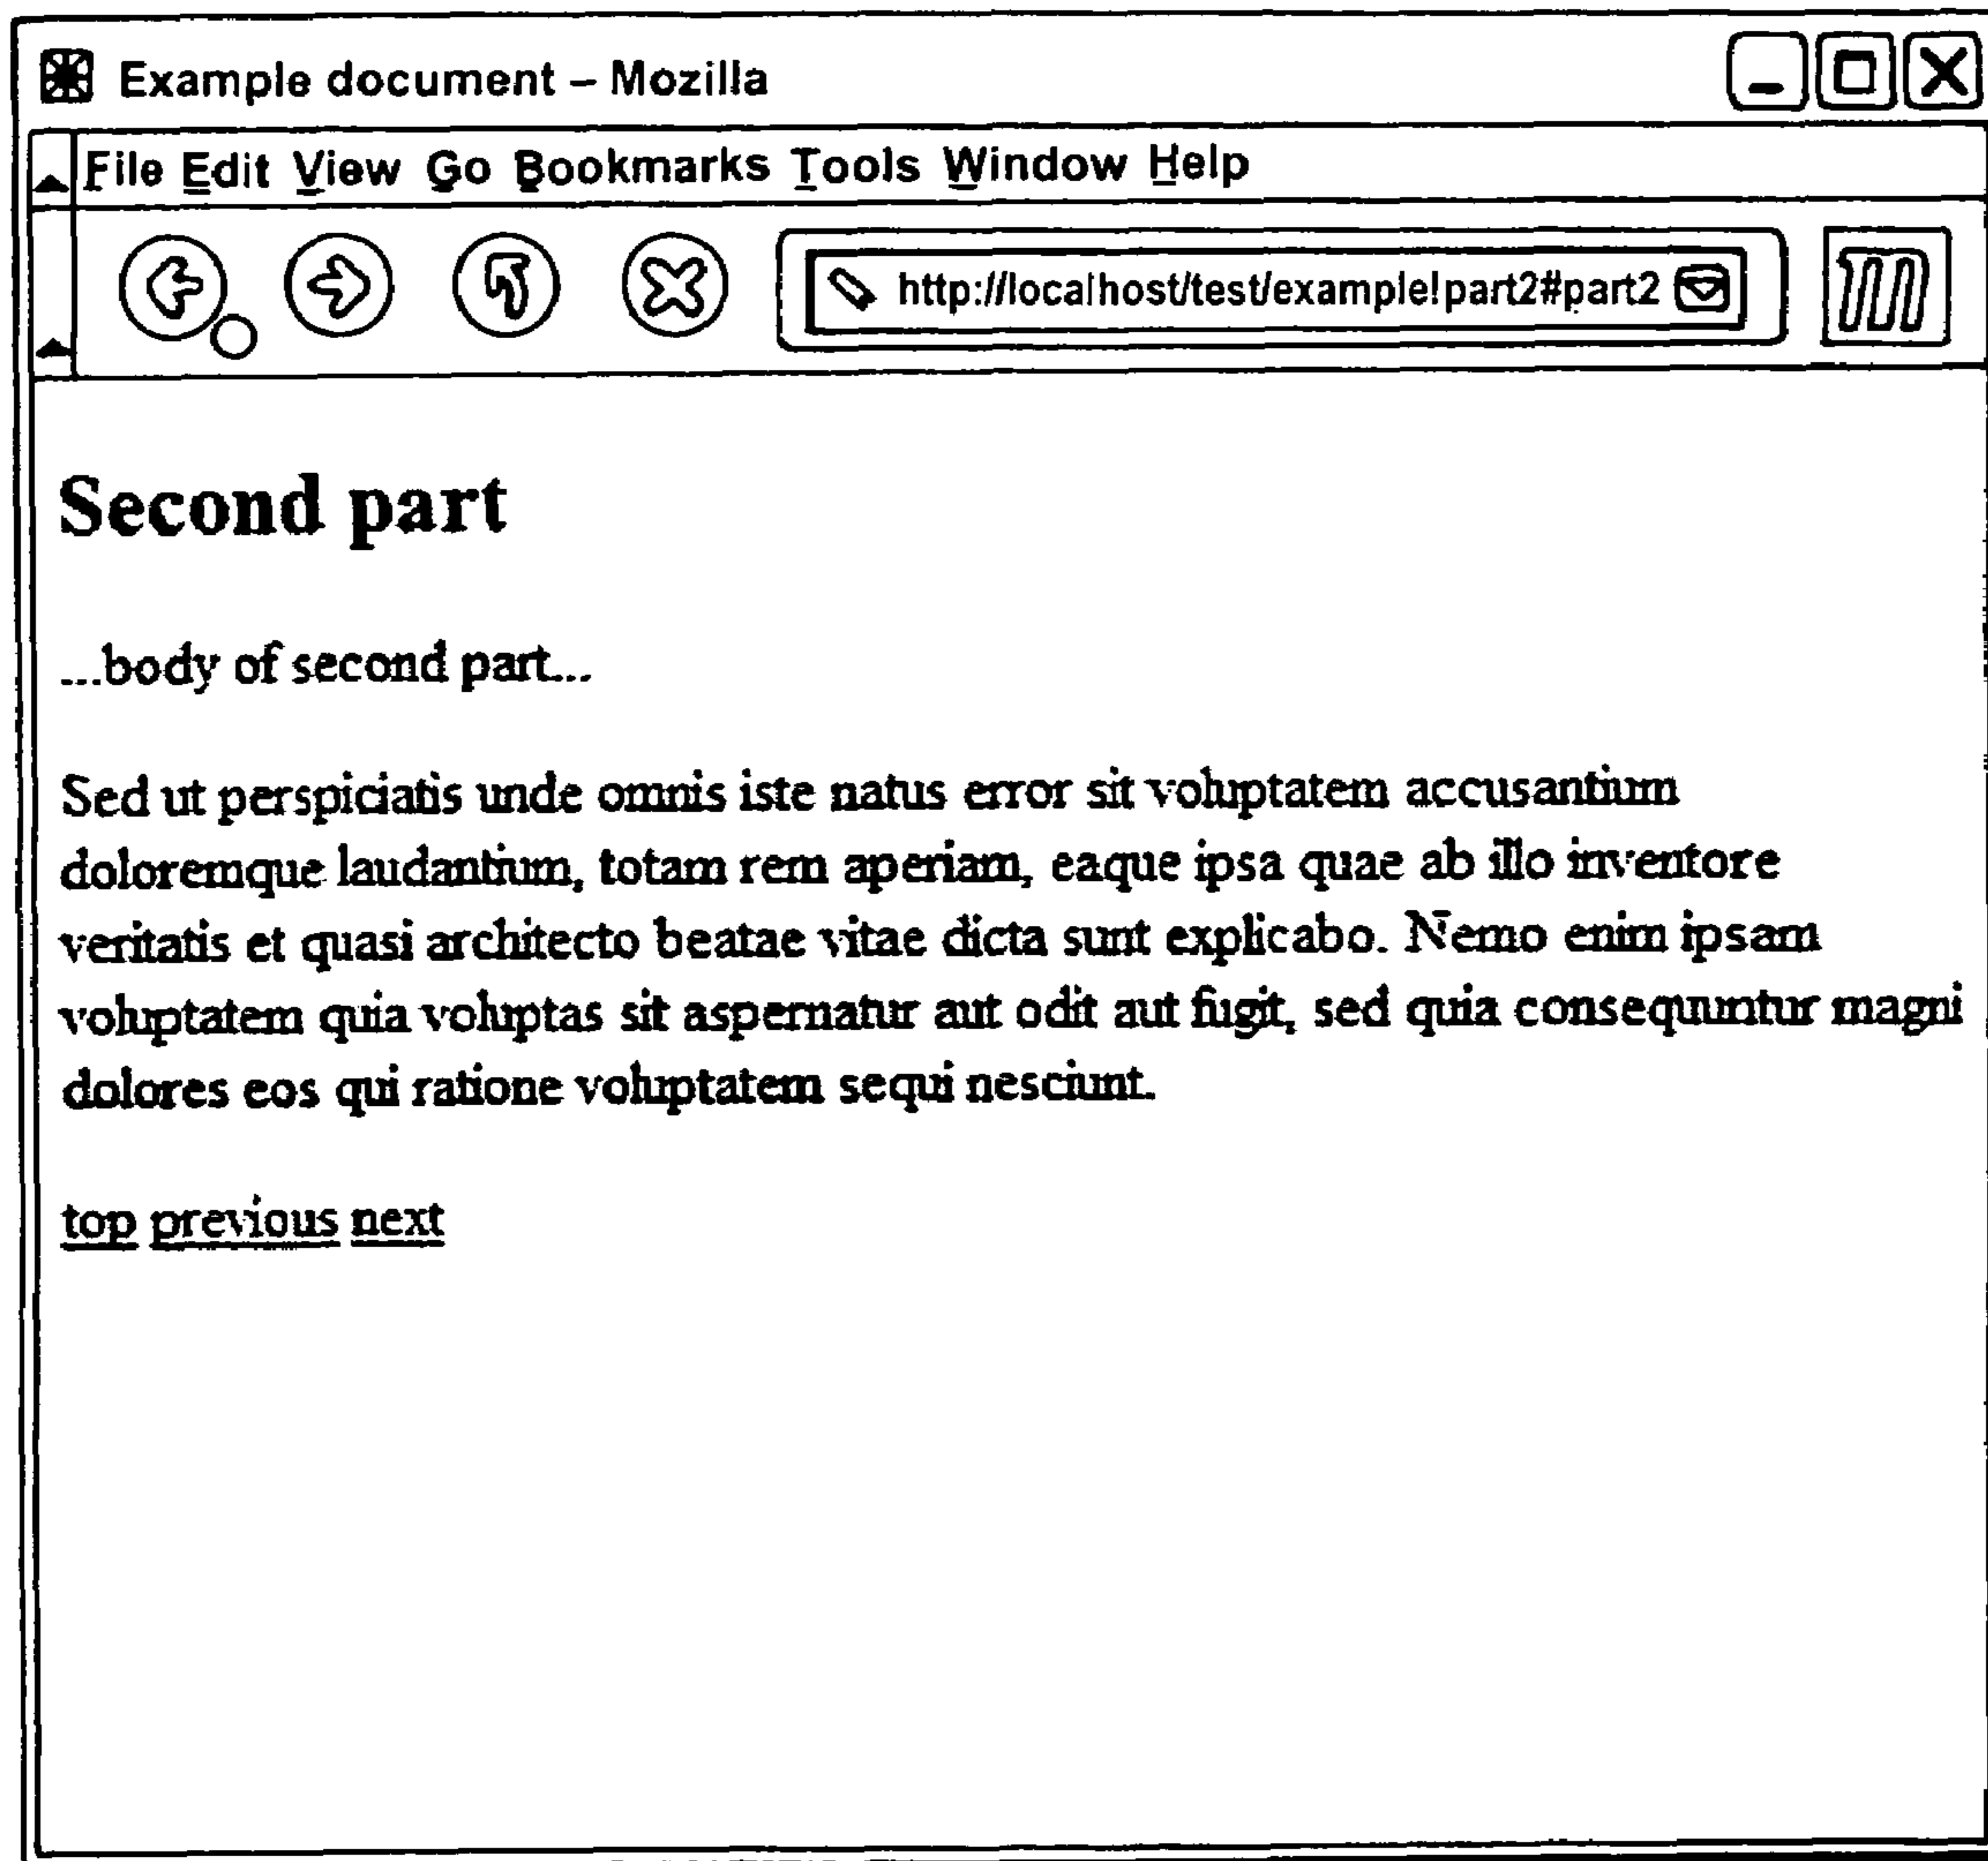 Example document – Mozilla
File Edit View Go Bookmarks Tools Window Help
http://localhost/test/example!part2#part2
m
Second part
...body of second part...
Sed ut perspiciatis unde omnis iste natus error sit voluptatem accusantium
doloremque laudantium, totam rem aperiam, eaque ipsa quae ab illo inventore
veritatis et quasi architecto beatae vitae dicta sunt explicabo. Nemo enim ipsam
voluptatem quia voluptas sit aspernatur aut odit aut fugit, sed quia consequuntur magni
dolores eos qui ratione voluptatem sequi nesciunt.
top previous next